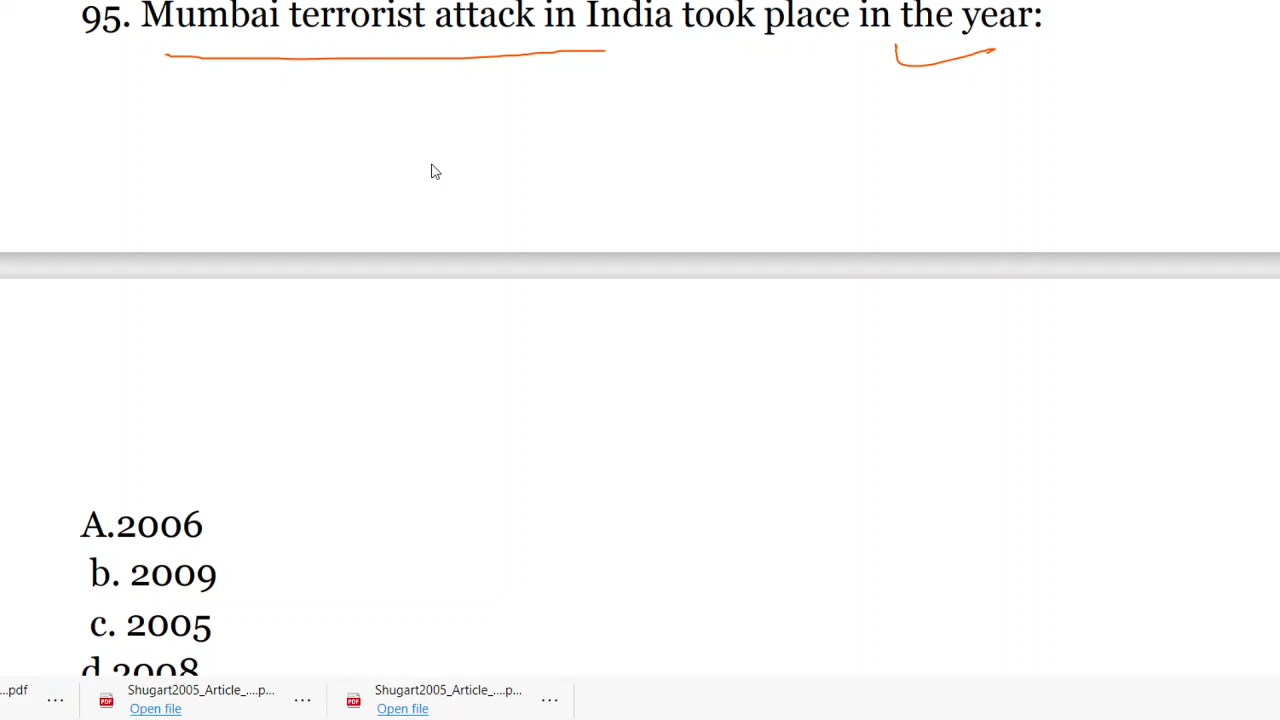 95. Mumbai terrorist attack in India took place in the year:
A.2006
b. 2009
c. 2005
d.2008
...pdf ... Shugart2005_Article_....p... ... Shugart2005_Article_....p... ...
Open file Open file